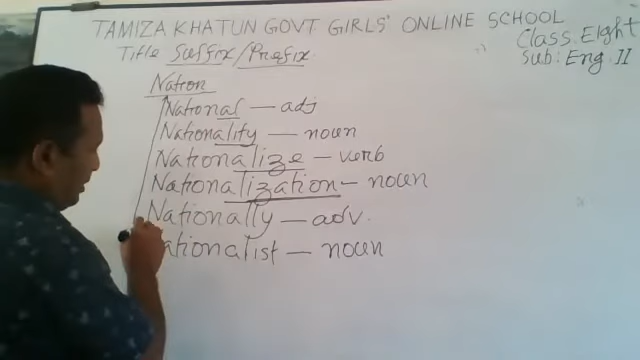 TAMIZA KHATUN GOVT GIRLS' ONLINE SCHOOL
Title Suffix/Prefix.
Class: Eight
Sub: Eng II
Nation
National — adj
Nationality — noun
Nationalize — verb
Nationalization — noun
Nationally — adv.
Nationalist — noun